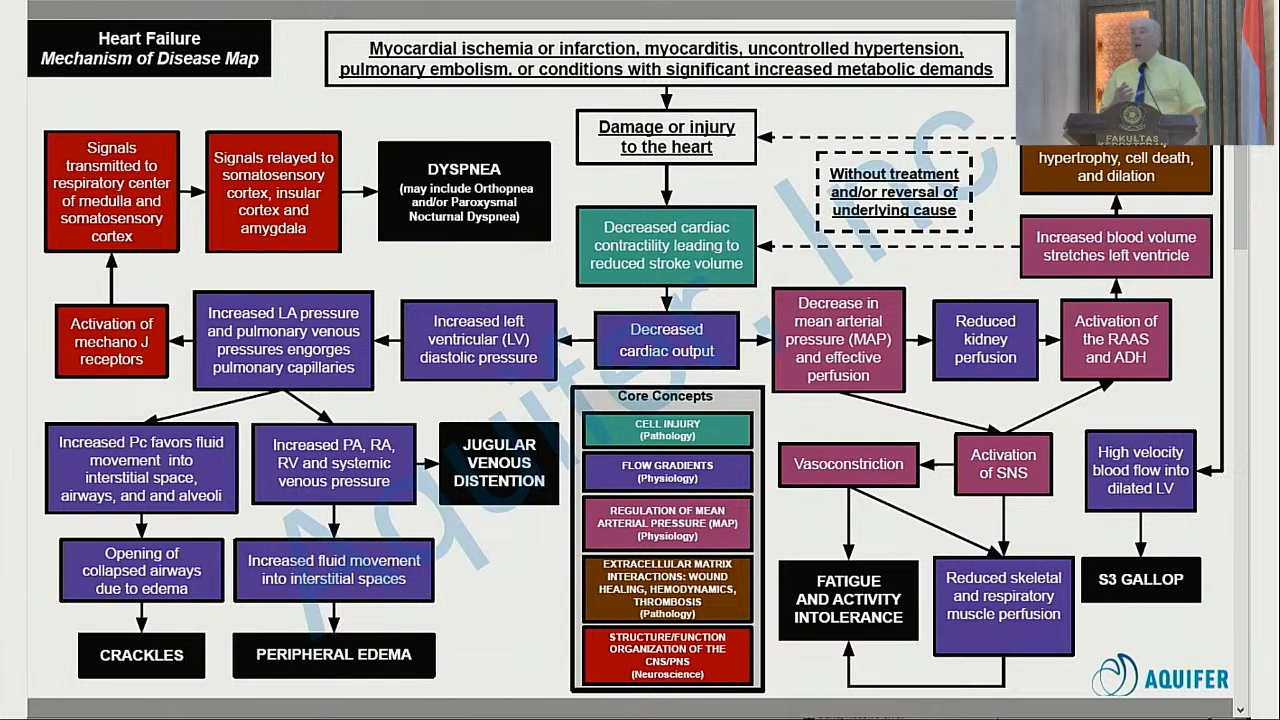 Heart Failure
Mechanism of Disease Map
Myocardial ischemia or infarction, myocarditis, uncontrolled hypertension,
pulmonary embolism, or conditions with significant increased metabolic demands
FAKULTAS
Damage or injury
to the heart
Signals
transmitted to
respiratory center
of medulla and
somatosensory
cortex
Signals relayed to
somatosensory
cortex, insular
cortex and
amygdala
DYSPNEA
(may include Orthopnea
and/or Paroxysmal
Nocturnal Dyspnea)
Without treatment
and/or reversal of
underlying cause
hypertrophy, cell death,
and dilation
Decreased cardiac
contractility leading to
reduced stroke volume
Increased blood volume
stretches left ventricle
Activation of
mechano J
receptors
Increased LA pressure
and pulmonary venous
pressures engorges
pulmonary capillaries
Increased left
ventricular (LV)
diastolic pressure
Decreased
cardiac output
Decrease in
mean arterial
pressure (MAP)
and effective
perfusion
Reduced
kidney
perfusion
Activation of
the RAAS
and ADH
Increased Pc favors fluid
movement into
interstitial space,
airways, and and alveoli
Increased PA, RA,
RV and systemic
venous pressure
JUGULAR
VENOUS
DISTENTION
Core Concepts
CELL INJURY
(Pathology)
FLOW GRADIENTS
(Physiology)
REGULATION OF MEAN
ARTERIAL PRESSURE (MAP)
(Physiology)
EXTRACELLULAR MATRIX
INTERACTIONS: WOUND
HEALING, HEMODYNAMICS,
THROMBOSIS
(Pathology)
STRUCTURE/FUNCTION
ORGANIZATION OF THE
CNS/PNS
(Neuroscience)
Vasoconstriction
Activation
of SNS
High velocity
blood flow into
dilated LV
Opening of
collapsed airways
due to edema
Increased fluid movement
into interstitial spaces
FATIGUE
AND ACTIVITY
INTOLERANCE
Reduced skeletal
and respiratory
muscle perfusion
S3 GALLOP
CRACKLES
PERIPHERAL EDEMA
AQUIFER
Aquifer, Inc